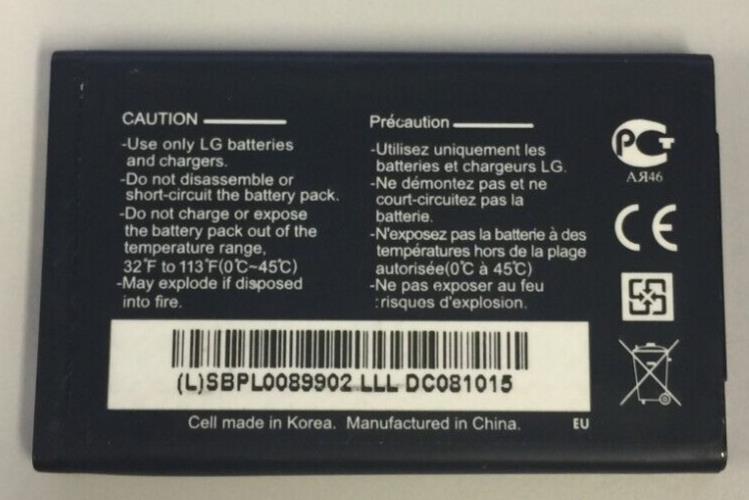 CAUTION
-Use only LG batteries
and chargers.
-Do not disassemble or
short-circuit the battery pack.
-Do not charge or expose
the battery pack out of the
temperature range,
32℉ to 113℉(0℃~45℃)
-May explode if disposed
into fire.
Précaution
-Utilisez uniquement les
batteries et chargeurs LG.
-Ne démontez pas et ne
court-circuitez pas la
batterie.
-N'exposez pas la batterie à des
températures hors de la plage
autorisée(0℃ à 45℃)
-Ne pas exposer au feu
:risques d'explosion.
РСТ
АЯ46
CE
(L)SBPL0089902 LLL DC081015
Cell made in Korea. Manufactured in China.
EU